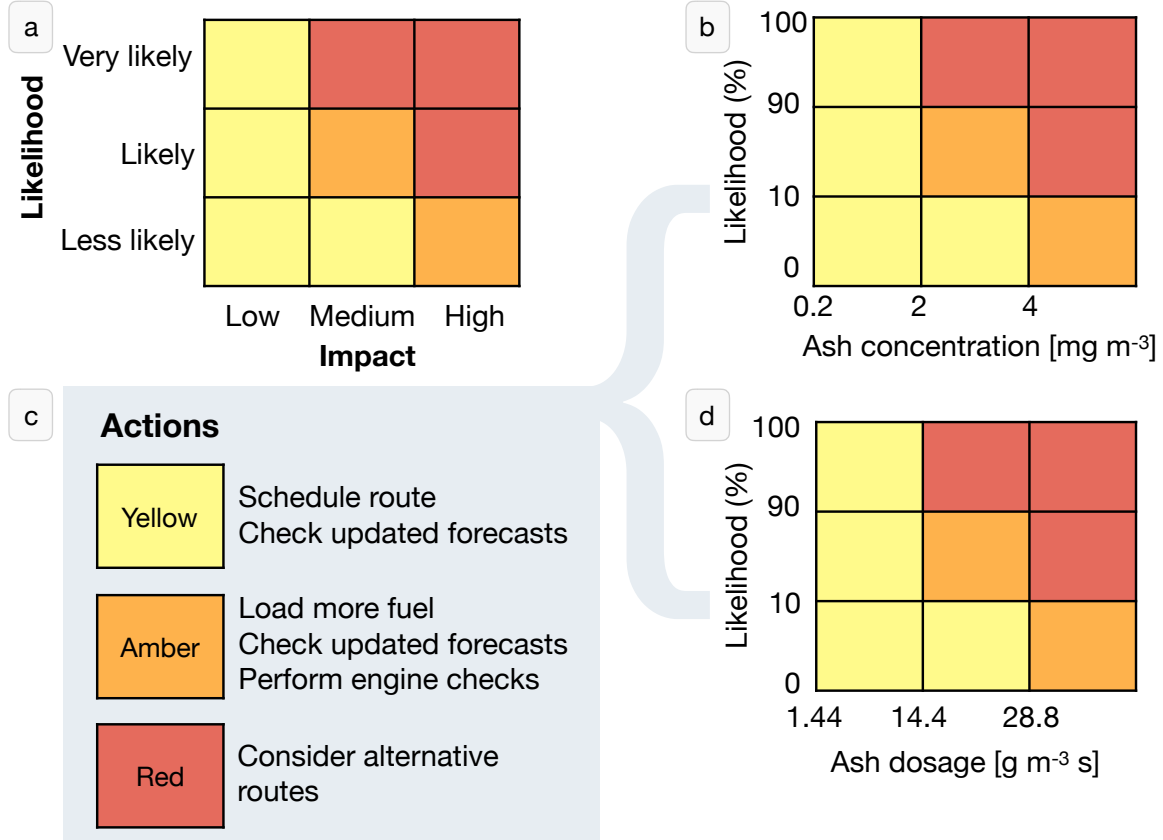 a
Likelihood
Very likely
Likely
Less likely
Low Medium High
Impact
b
Likelihood (%)
100
90
10
0
0.2 2 4
Ash concentration [mg m⁻³]
c
Actions
Yellow
Schedule route
Check updated forecasts
Amber
Load more fuel
Check updated forecasts
Perform engine checks
Red
Consider alternative
routes
d
Likelihood (%)
100
90
10
0
1.44 14.4 28.8
Ash dosage [g m⁻³ s]